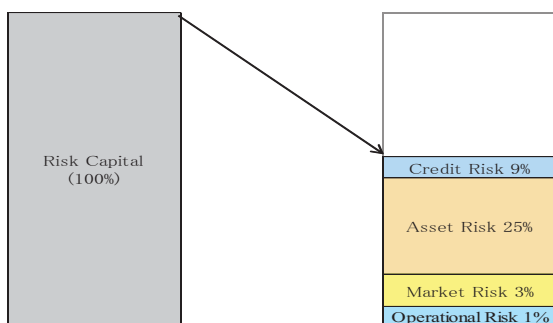 Risk Capital
(100%)
Credit Risk 9%
Asset Risk 25%
Market Risk 3%
Operational Risk 1%